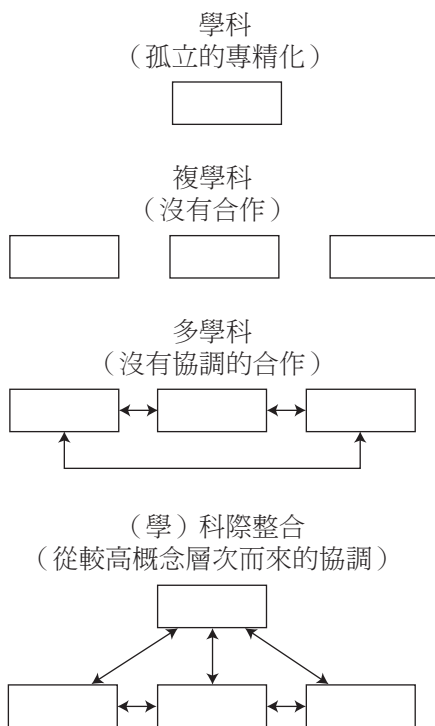 學科
（孤立的專精化）
複學科
（沒有合作）
多學科
（沒有協調的合作）
（學）科際整合
（從較高概念層次而來的協調）